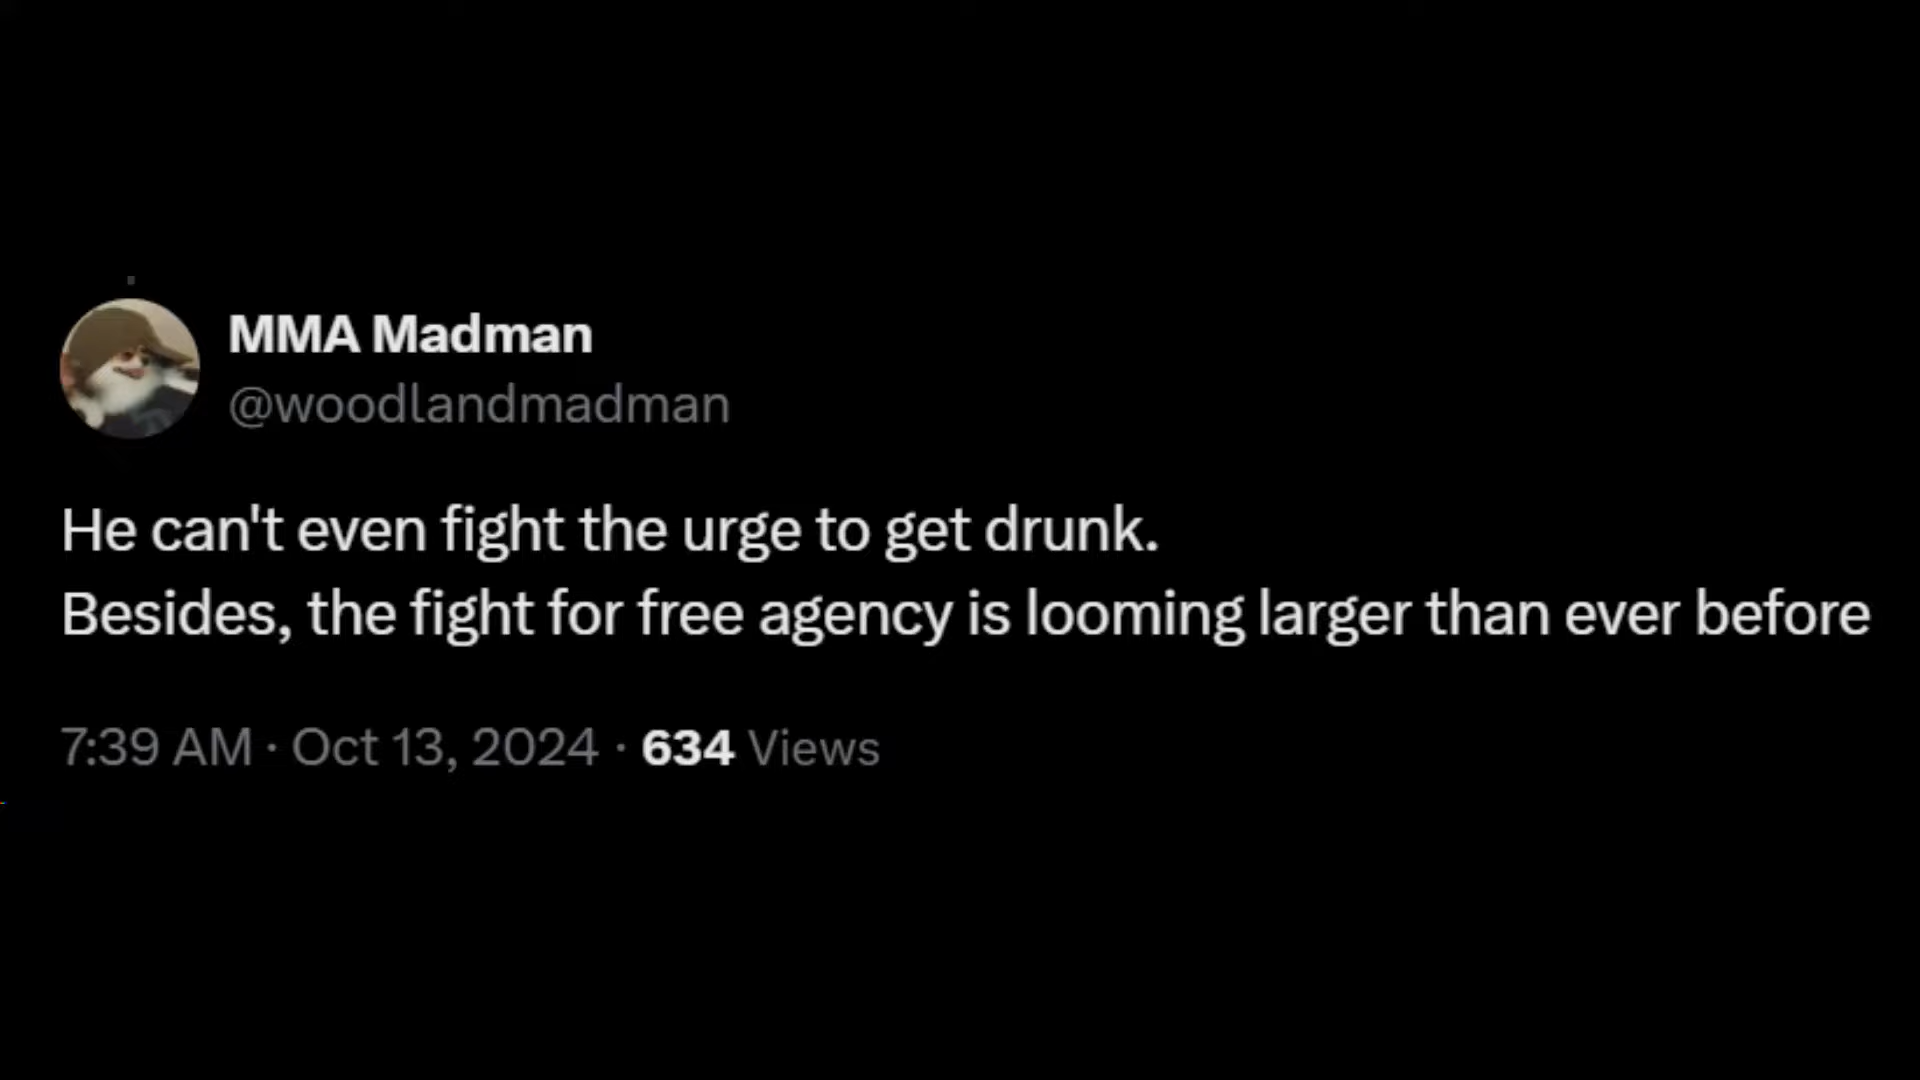 MMA Madman
@woodlandmadman
He can't even fight the urge to get drunk.
Besides, the fight for free agency is looming larger than ever before
7:39 AM · Oct 13, 2024 · 634 Views